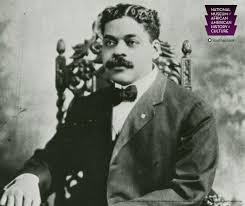 NATIONAL
MUSEUM of
AFRICAN
AMERICAN
HISTORY &
CULTURE